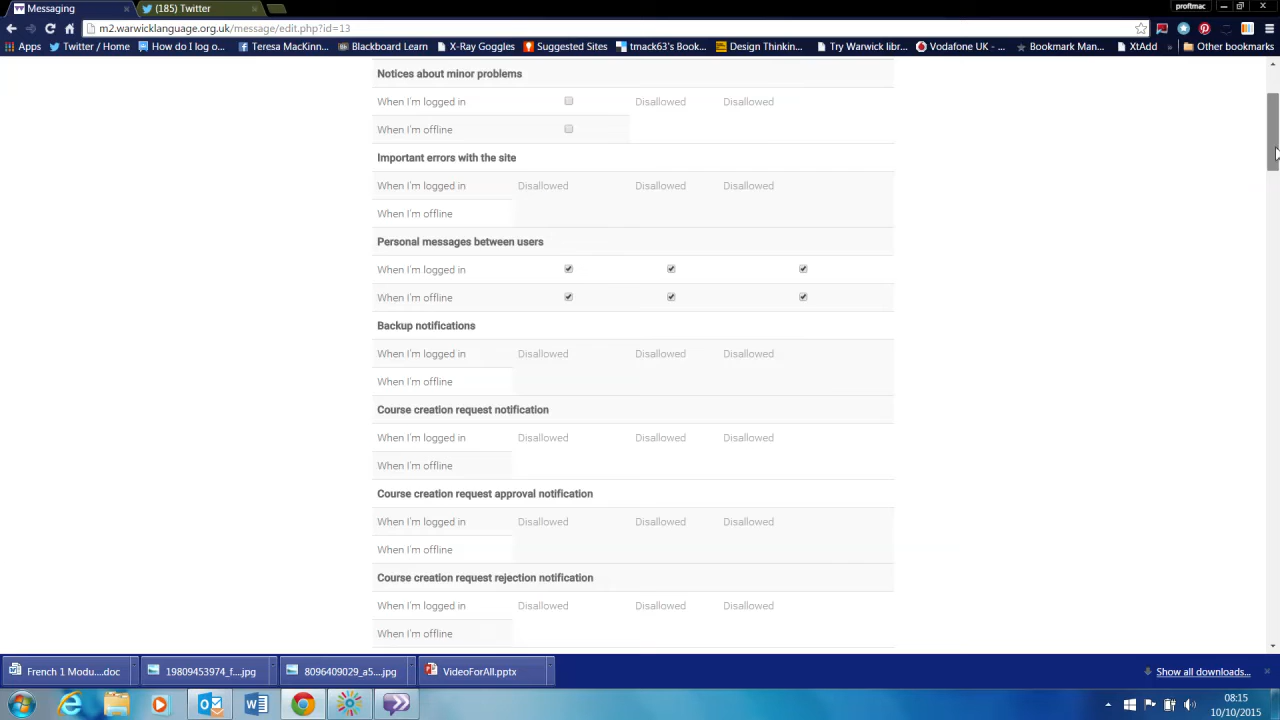 Messaging
(185) Twitter
proftmac
m2.warwicklanguage.org.uk/message/edit.php?id=13
Apps Twitter / Home How do I log o... Teresa MacKinn... Blackboard Learn X-Ray Goggles Suggested Sites tmack63's Book... Design Thinkin... Try Warwick libr... Vodafone UK - ... Bookmark Man... XtAdd » Other bookmarks
Notices about minor problems
When I'm logged in Disallowed Disallowed
When I'm offline
Important errors with the site
When I'm logged in Disallowed Disallowed Disallowed
When I'm offline
Personal messages between users
When I'm logged in
When I'm offline
Backup notifications
When I'm logged in Disallowed Disallowed Disallowed
When I'm offline
Course creation request notification
When I'm logged in Disallowed Disallowed Disallowed
When I'm offline
Course creation request approval notification
When I'm logged in Disallowed Disallowed Disallowed
When I'm offline
Course creation request rejection notification
When I'm logged in Disallowed Disallowed Disallowed
When I'm offline
French 1 Modu....doc 19809453974_f...jpg 8096409029_a5....jpg VideoForAll.pptx Show all downloads...
08:15
10/10/2015